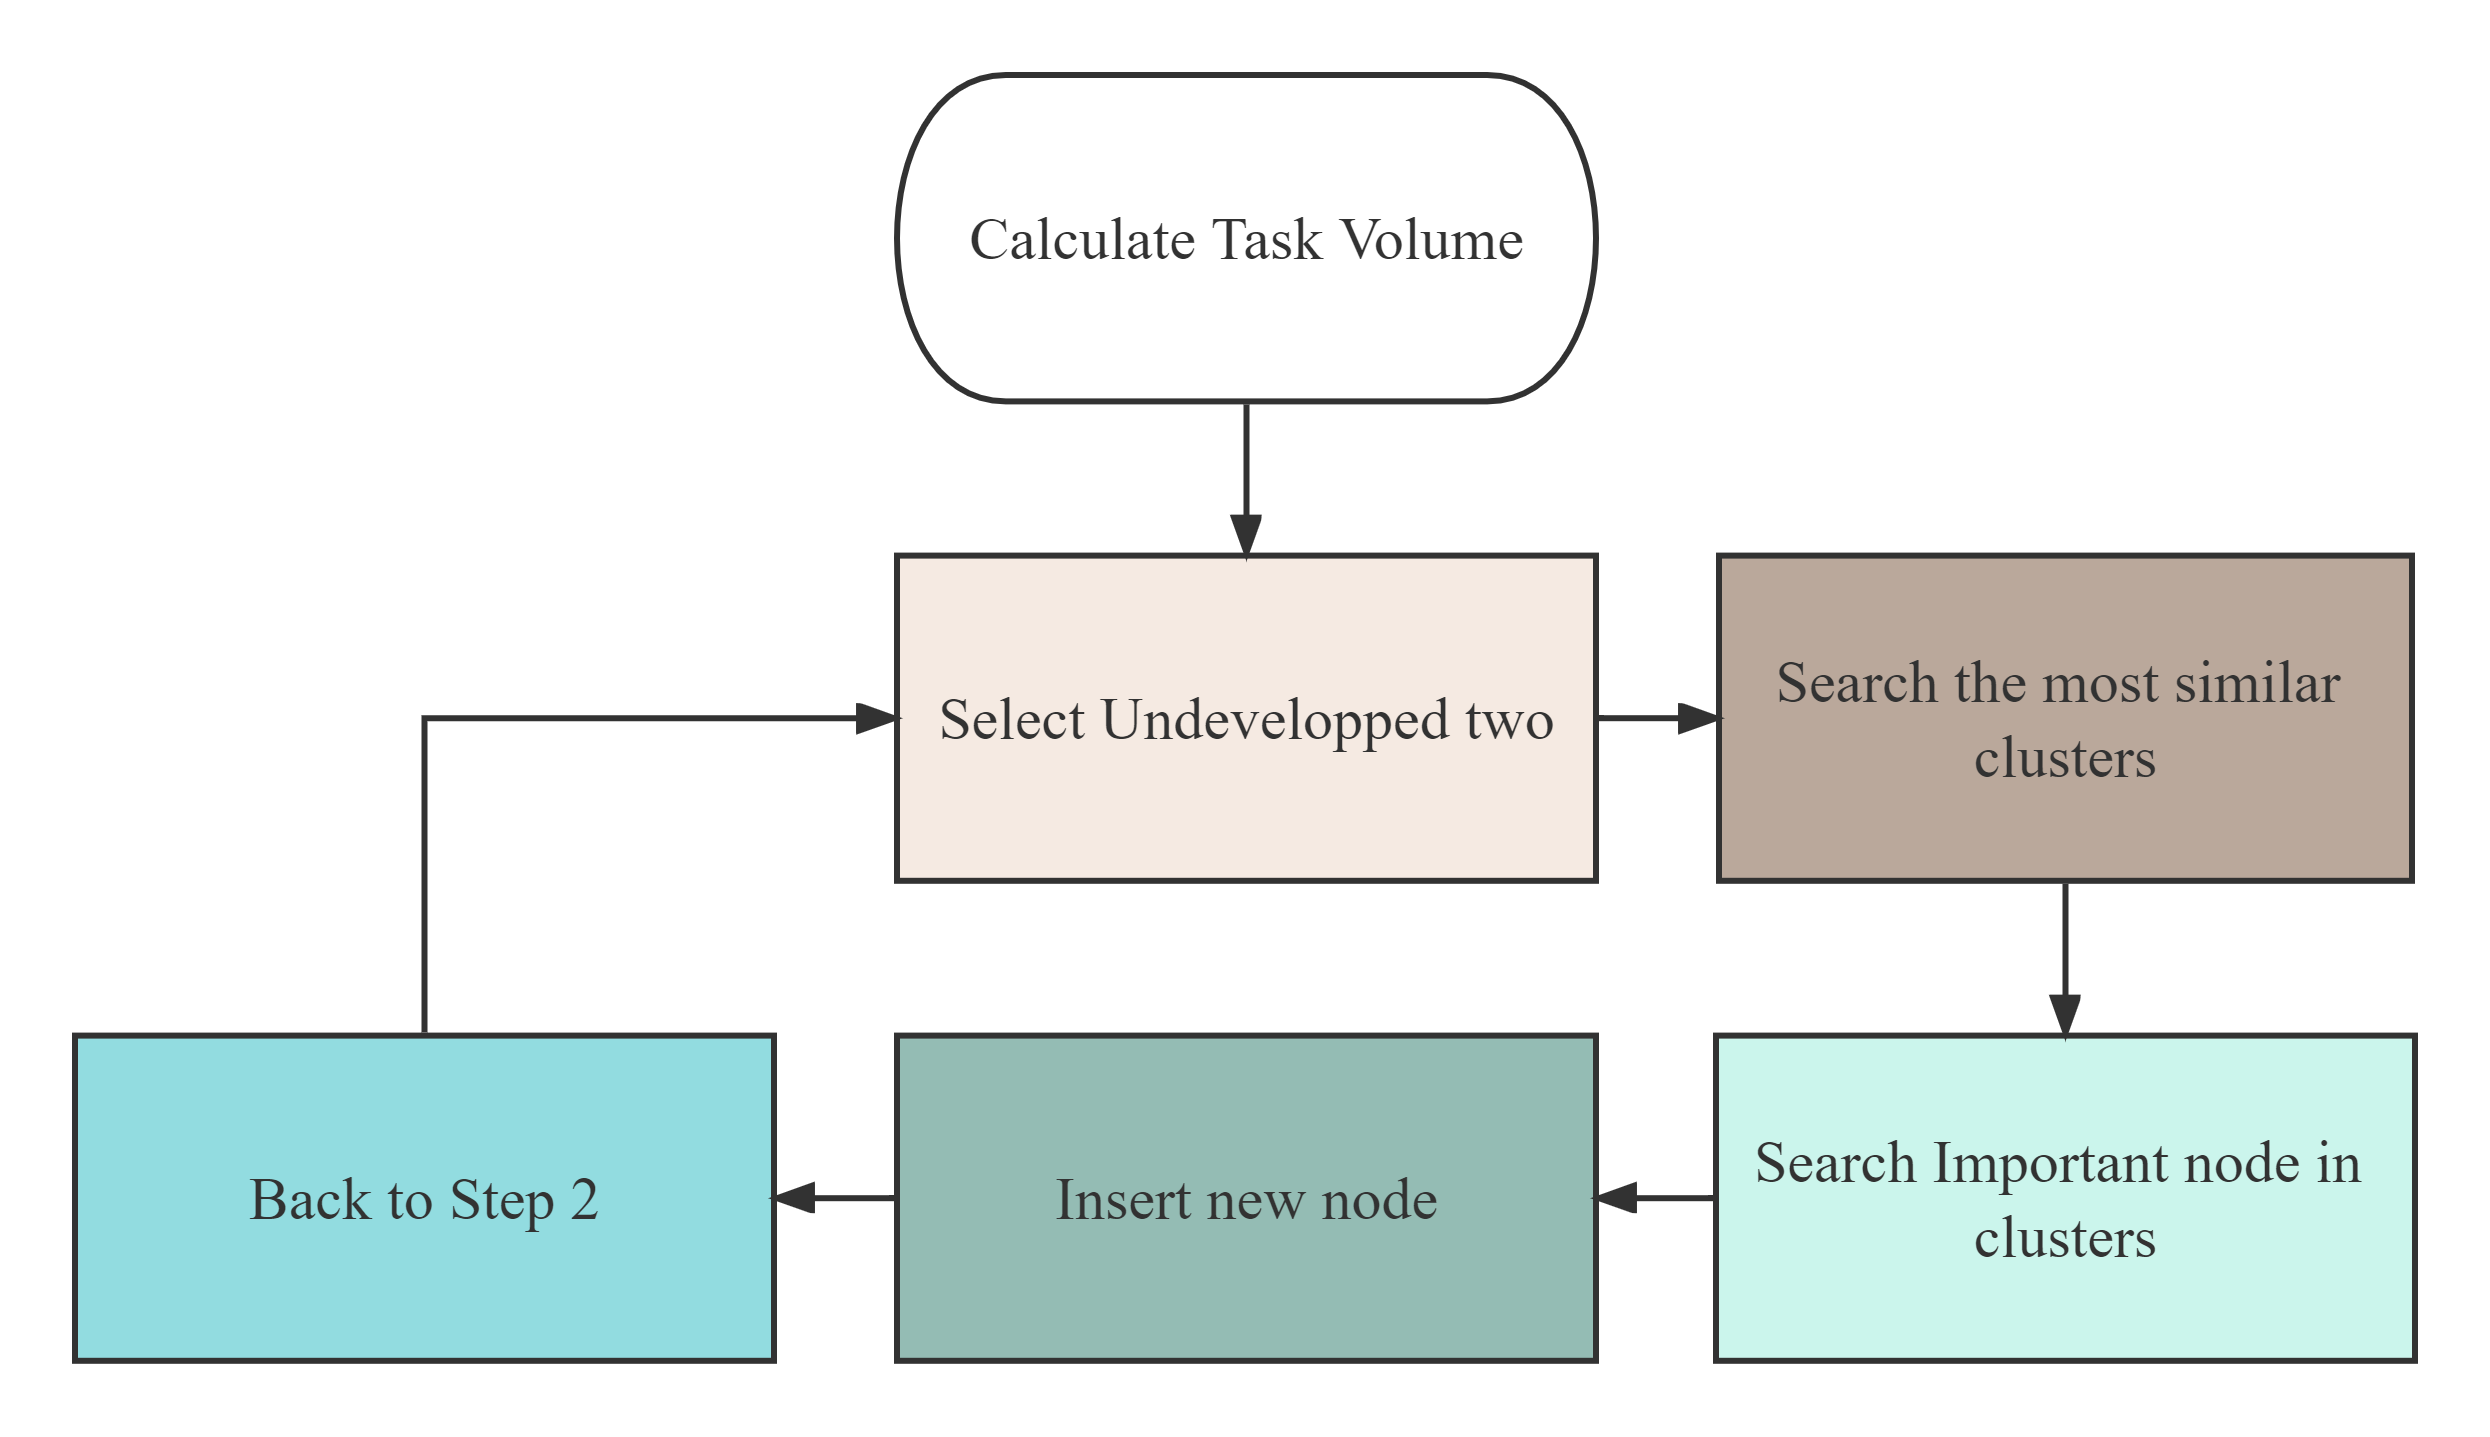 Calculate Task Volume
Select Undevelopped two
Search the most similar
clusters
Search Important node in
clusters
Insert new node
Back to Step 2